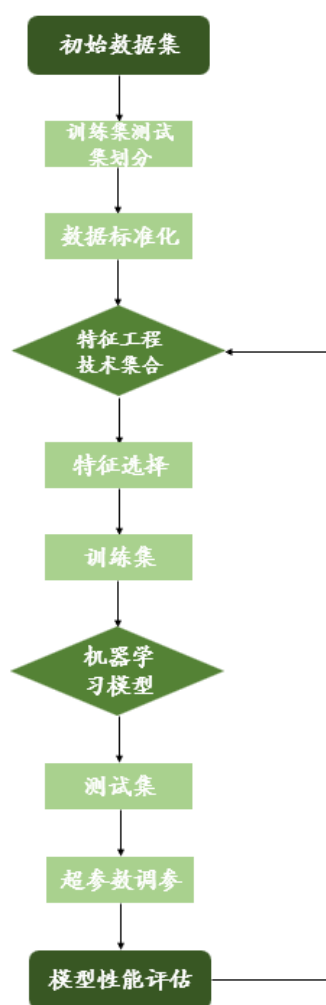 初始数据集
训练集测试
集划分
数据标准化
特征工程
技术集合
特征选择
训练集
机器学
习模型
测试集
超参数调参
模型性能评估